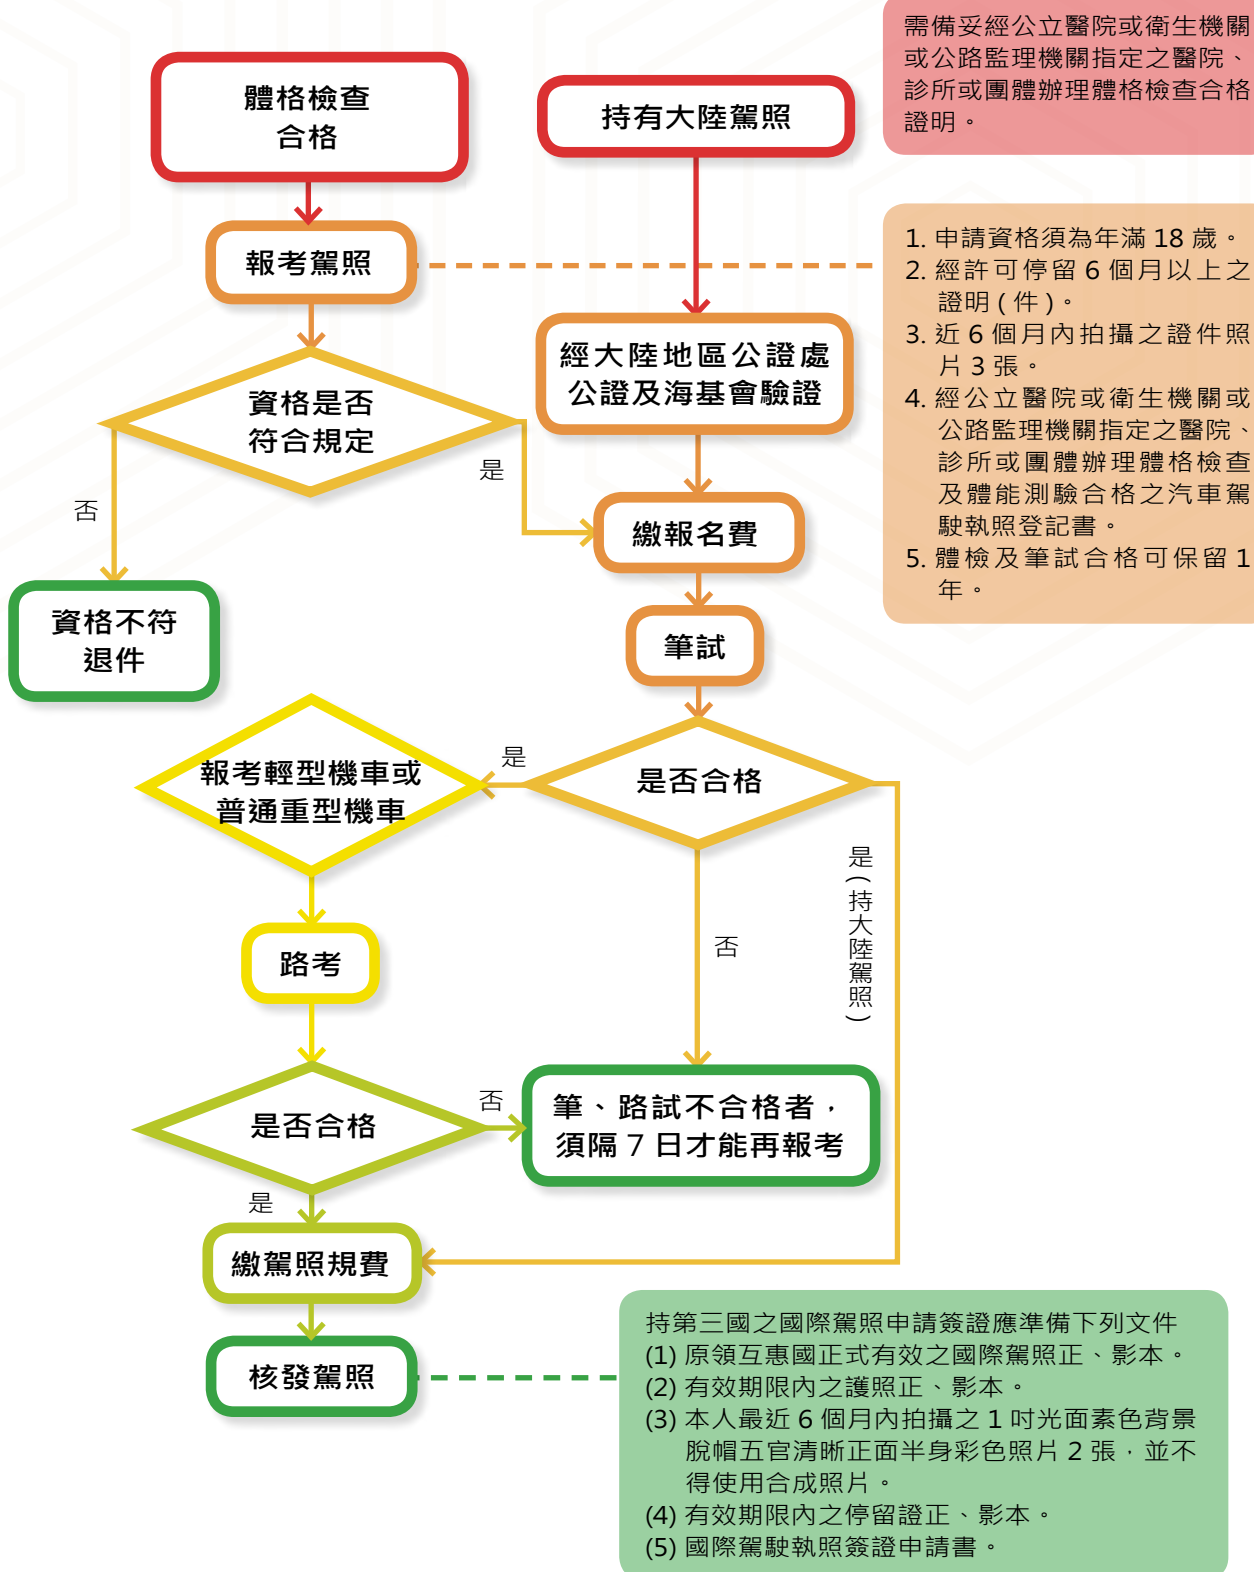 需備妥經公立醫院或衛生機關
或公路監理機關指定之醫院、
診所或團體辦理體格檢查合格
證明。
體格檢查
合格
持有大陸駕照
報考駕照
1. 申請資格須為年滿 18 歲。
2. 經許可停留 6 個月以上之
證明 ( 件 )。
3. 近 6 個月內拍攝之證件照
片 3 張。
4. 經公立醫院或衛生機關或
公路監理機關指定之醫院、
診所或團體辦理體格檢查
及體能測驗合格之汽車駕
駛執照登記書。
5. 體檢及筆試合格可保留 1
年。
經大陸地區公證處
公證及海基會驗證
資格是否
符合規定
是
否
繳報名費
資格不符
退件
筆試
是
是否合格
報考輕型機車或
普通重型機車
是(持大陸駕照)
否
路考
是否合格
否
筆、路試不合格者，
須隔 7 日才能再報考
是
繳駕照規費
核發駕照
持第三國之國際駕照申請簽證應準備下列文件
(1) 原領互惠國正式有效之國際駕照正、影本。
(2) 有效期限內之護照正、影本。
(3) 本人最近 6 個月內拍攝之 1 吋光面素色背景
脫帽五官清晰正面半身彩色照片 2 張，並不
得使用合成照片。
(4) 有效期限內之停留證正、影本。
(5) 國際駕駛執照簽證申請書。